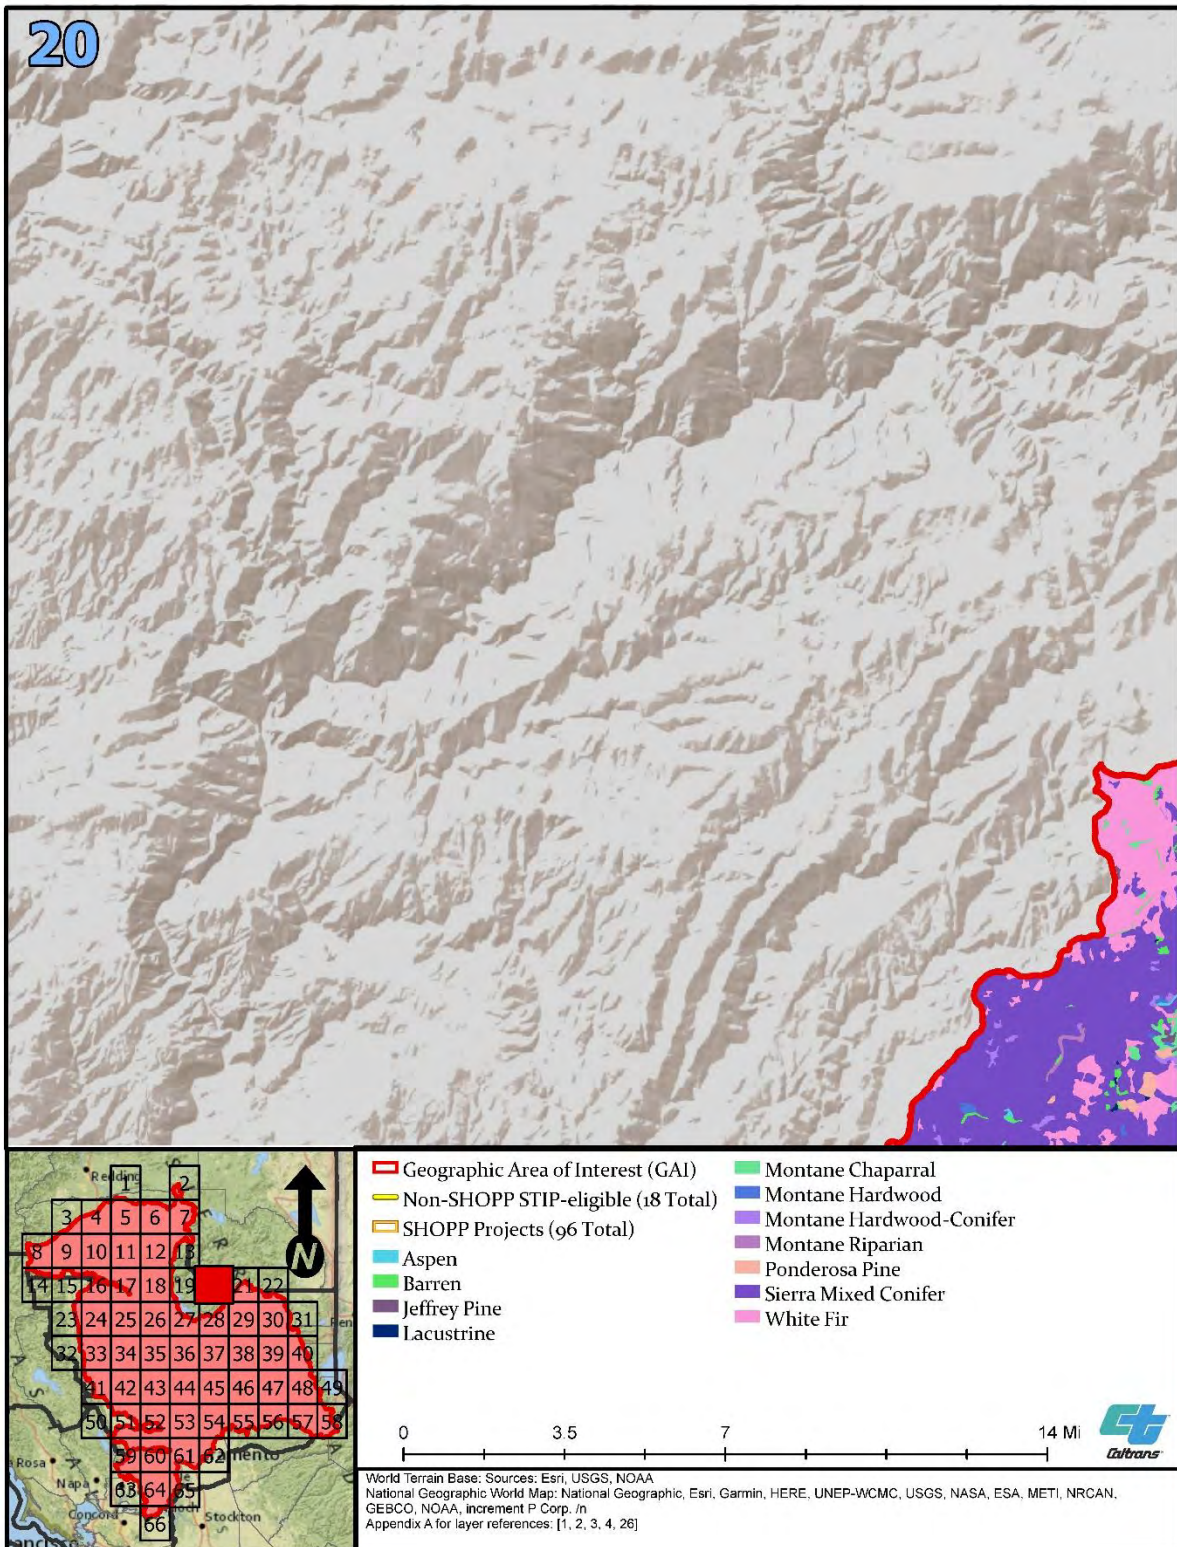 20
Geographic Area of Interest (GAI)
Non-SHOPP STIP-eligible (18 Total)
SHOPP Projects (96 Total)
Aspen
Barren
Jeffrey Pine
Lacustrine
Montane Chaparral
Montane Hardwood
Montane Hardwood-Conifer
Montane Riparian
Ponderosa Pine
Sierra Mixed Conifer
White Fir
0 3.5 7 14 Mi
Caltrans
World Terrain Base: Sources: Esri, USGS, NOAA
National Geographic World Map: National Geographic, Esri, Garmin, HERE, UNEP-WCMC, USGS, NASA, ESA, METI, NRCAN,
GEBCO, NOAA, increment P Corp. /n
Appendix A for layer references: [1, 2, 3, 4, 26]
Redding
1 2
3 4 5 6 7
N
8 9 10 11 12 13
14 15 16 17 18 19 21 22
23 24 25 26 27 28 29 30 31
32 33 34 35 36 37 38 39 40
41 42 43 44 45 46 47 48 49
50 51 52 53 54 55 56 57 58
59 60 61 62
a Rosa
Napa
63 64 65
Concord
66
Stockton